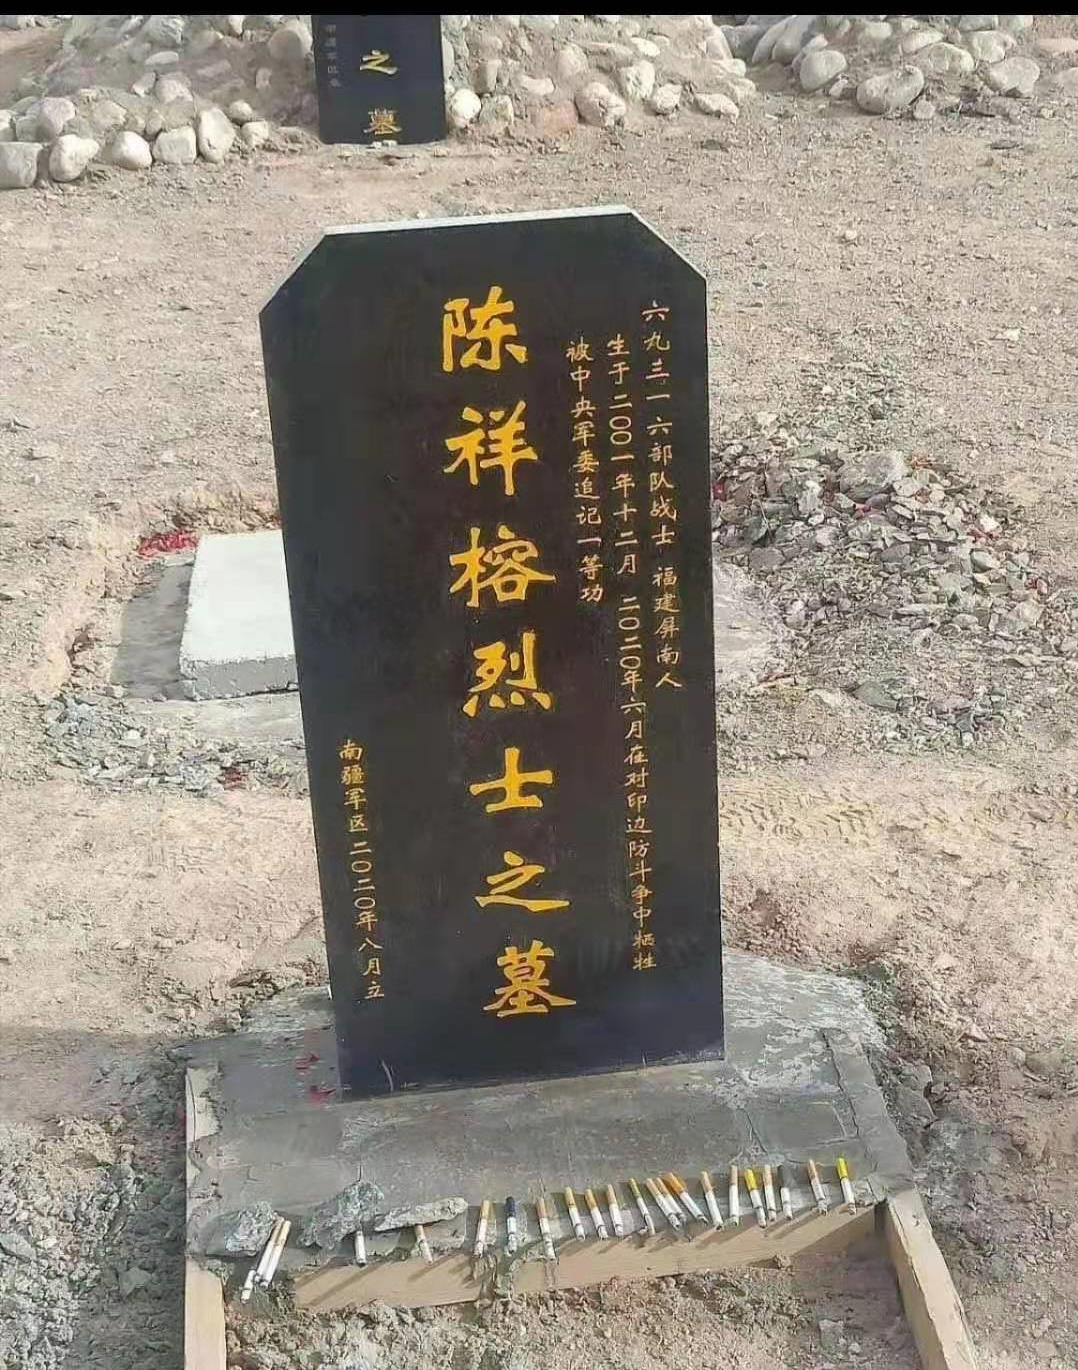 之墓
六九三一六部队战士 福建屏南人
生于二〇〇一年十二月 二〇二〇年六月在对印边防斗争中牺牲
被中央军委追记一等功
陈祥榕烈士之墓
南疆军区二〇二〇年八月立